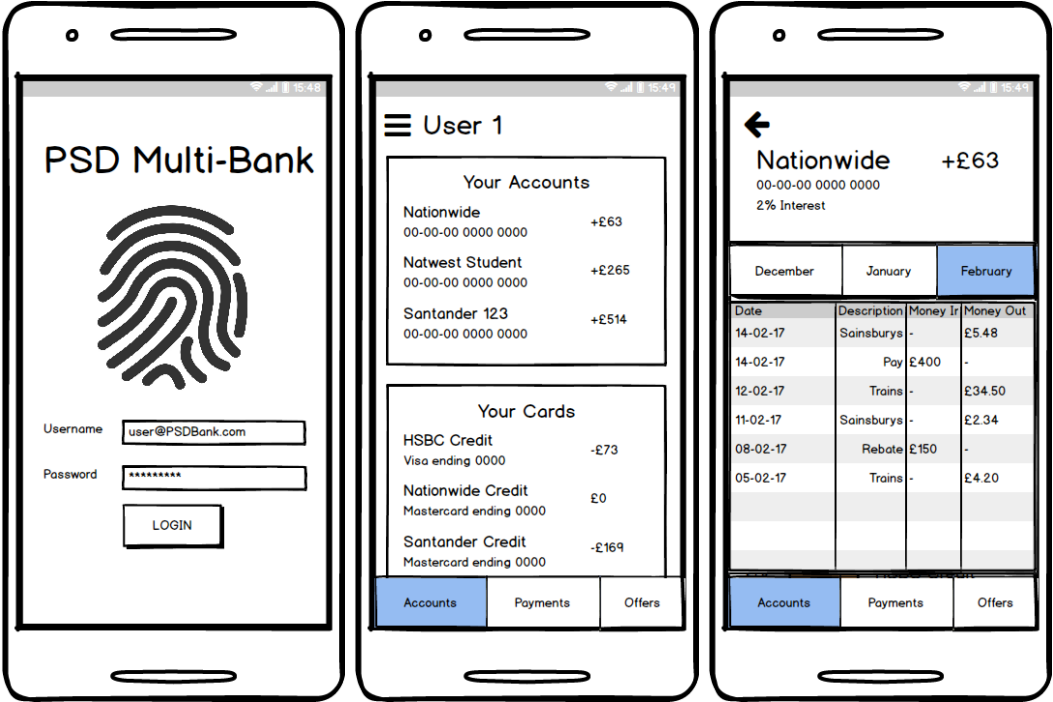 15:48
PSD Multi-Bank
Username user@PSDBank.com
Password *********
LOGIN
15:49
User 1
Your Accounts
Nationwide +£63
00-00-00 0000 0000
Natwest Student +£265
00-00-00 0000 0000
Santander 123 +£514
00-00-00 0000 0000
Your Cards
HSBC Credit -£73
Visa ending 0000
Nationwide Credit £0
Mastercard ending 0000
Santander Credit -£169
Mastercard ending 0000
Accounts Payments Offers
15:49
Nationwide +£63
00-00-00 0000 0000
2% Interest
December January February
Date Description Money Ir Money Out
14-02-17 Sainsburys - £5.48
14-02-17 Pay £400 -
12-02-17 Trains - £34.50
11-02-17 Sainsburys - £2.34
08-02-17 Rebate £150 -
05-02-17 Trains - £4.20
Accounts Payments Offers